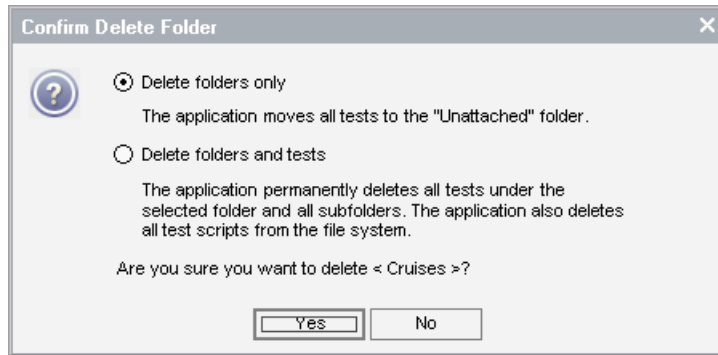 Confirm Delete Folder
Delete folders only
The application moves all tests to the "Unattached" folder.
Delete folders and tests
The application permanently deletes all tests under the
selected folder and all subfolders. The application also deletes
all test scripts from the file system.
Are you sure you want to delete < Cruises >?
Yes
No